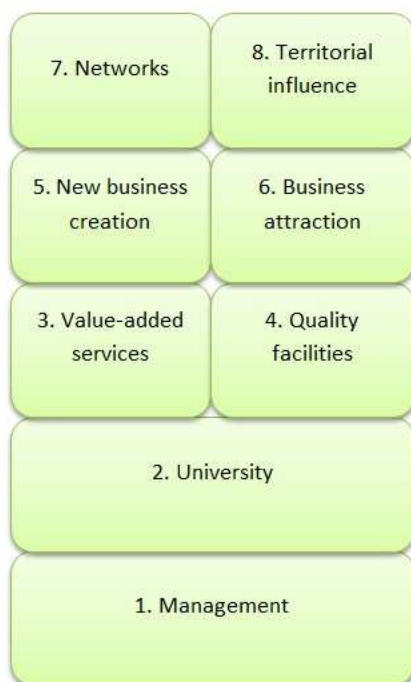 7. Networks
8. Territorial
influence
5. New business
creation
6. Business
attraction
3. Value-added
services
4. Quality
facilities
2. University
1. Management